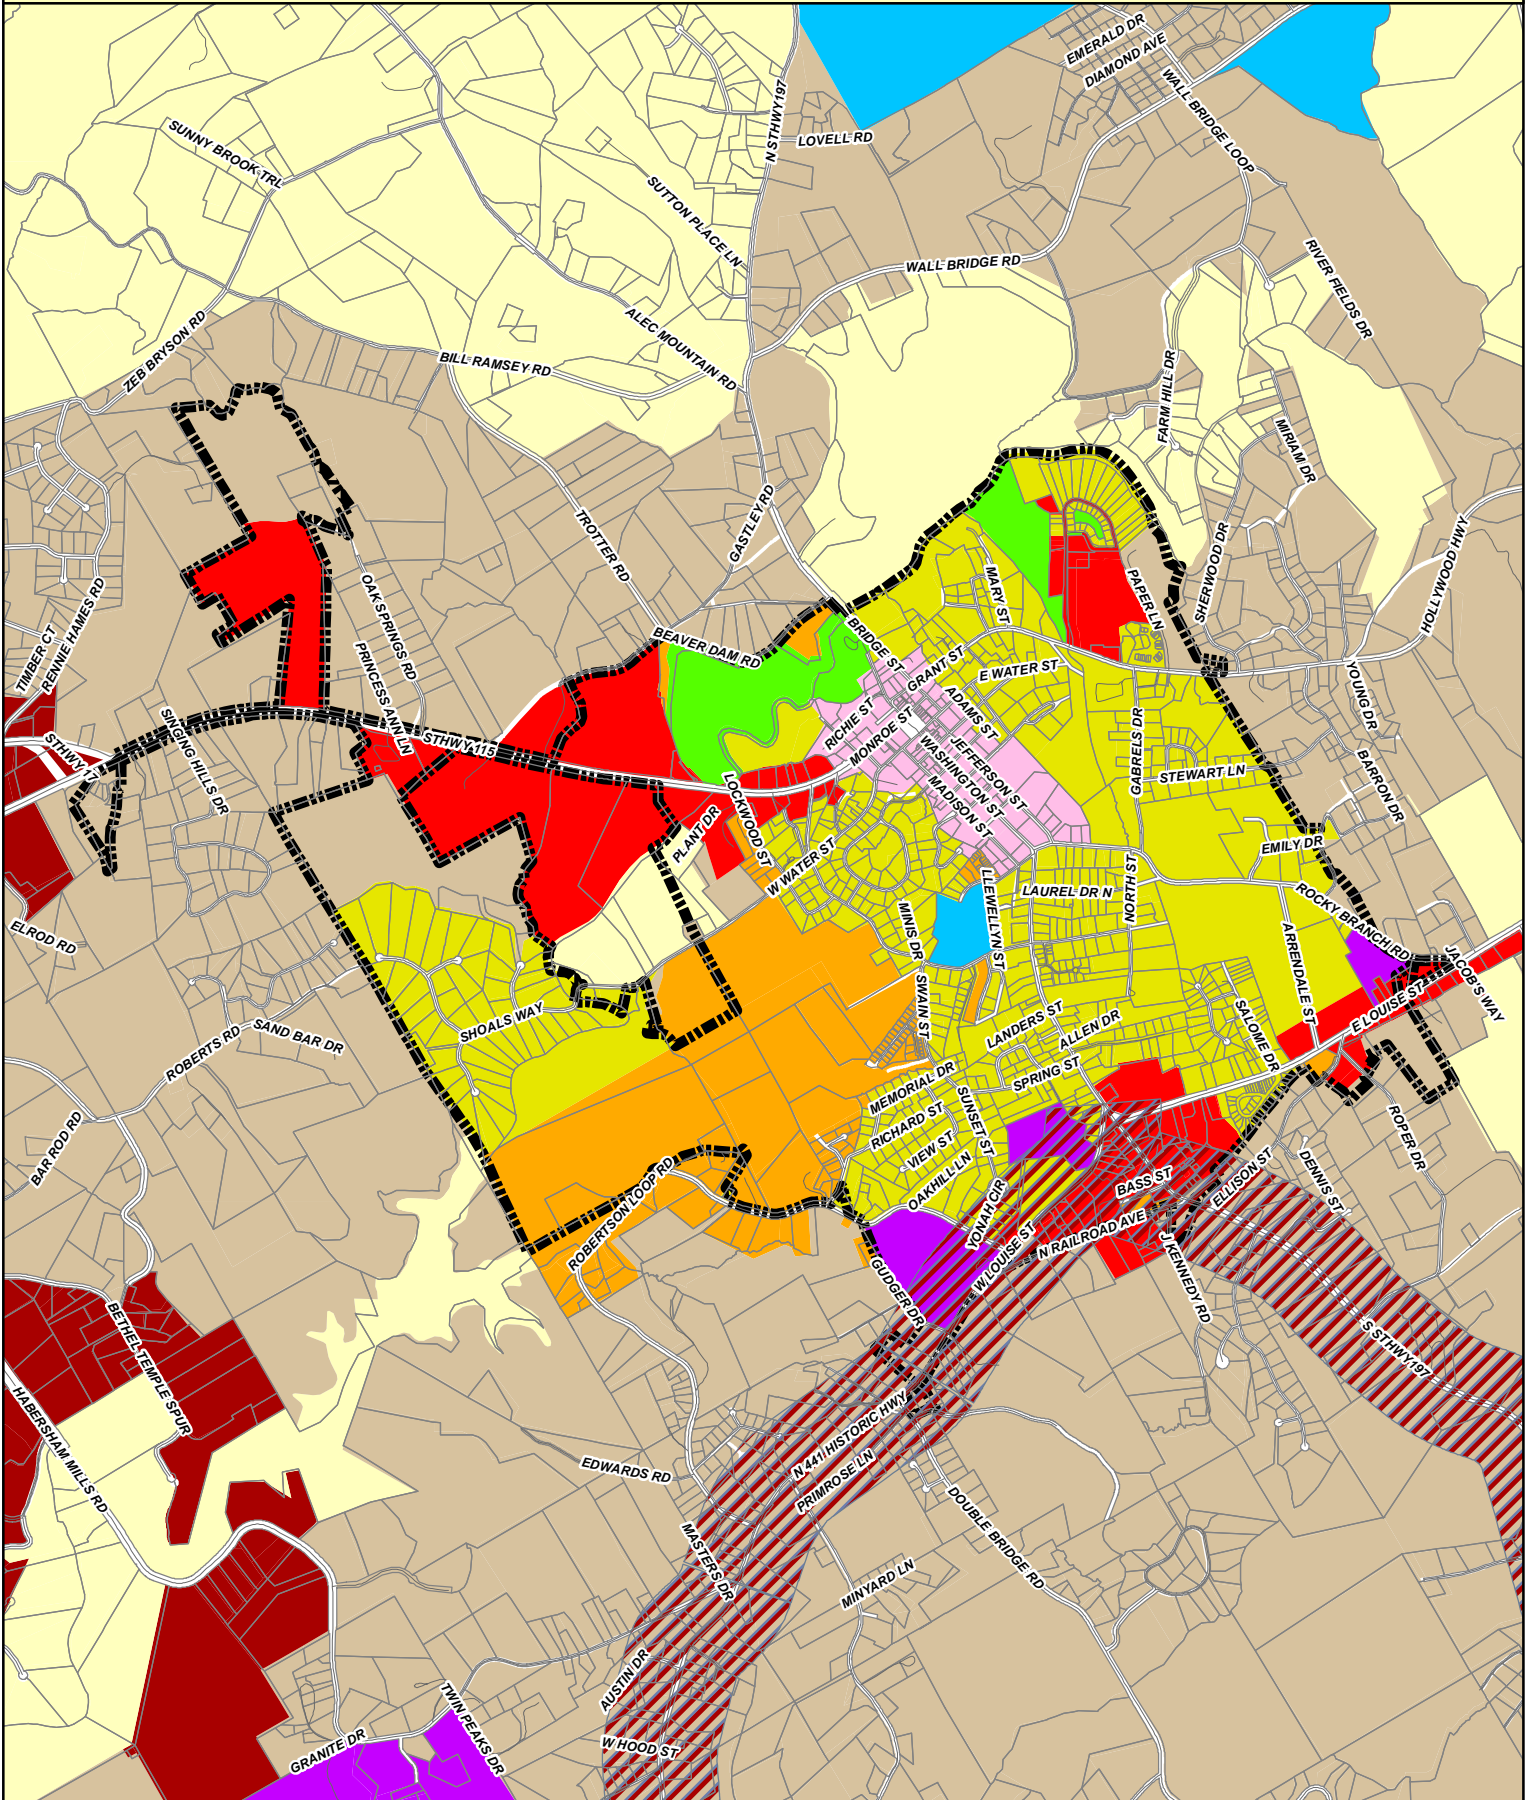 EMERALD DR
DIAMOND AVE
WALL BRIDGE LOOP
N STHWY197
LOVELL RD
SUNNY BROOK TRL
SUTTON PLACE LN
WALL BRIDGE RD
RIVER FIELDS DR
ZEB BRYSON RD
ALEC MOUNTAIN RD
BILL RAMSEY RD
FARM HILL DR
MIRIAM DR
GASTLEY RD
TROTTER RD
HOLLYWOOD HWY
SHERWOOD DR
MARY ST
PAPER LN
OAK SPRINGS RD
TIMBER CT
RENNIE HAMES RD
PRINCESS ANN LN
BEAVER DAM RD
BRIDGE ST
GRANT ST
E WATER ST
YOUNG DR
ADAMS ST
RICHIE ST
MONROE ST
STHWY17
SINGING HILLS DR
STHWY115
GABRIELS DR
WASHINGTON ST
JEFFERSON ST
MADISON ST
STEWART LN
BARRON DR
LOCKWOOD ST
PLANT DR
W WATER ST
EMILY DR
LLEWELLYN ST
LAUREL DR N
NORTH ST
ROCKY BRANCH RD
ELROD RD
MINIS DR
ARRENDALE ST
JACOB'S WAY
SWAIN ST
SHOALS WAY
SAND BAR DR
ROBERTS RD
LANDERS ST
ALLEN DR
SALOME DR
E LOUISE ST
BAR ROD RD
MEMORIAL DR
SPRING ST
RICHARD ST
SUNSET ST
VIEW ST
ROPER DR
OAKHILL LN
BASS ST
ELLISON ST
DENNIS ST
ROBERTSON LOOP RD
YONAH CIR
W LOUISE ST
N RAILROAD AVE
J KENNEDY RD
GUDGER DR
BETHEL TEMPLE SPUR
S STHWY197
HABERSHAM MILLS RD
N 441 HISTORIC HWY
EDWARDS RD
PRIMROSE LN
MASTERS DR
DOUBLE BRIDGE RD
MINYARD LN
AUSTIN DR
TWIN PEAKS DR
GRANITE DR
W HOOD ST